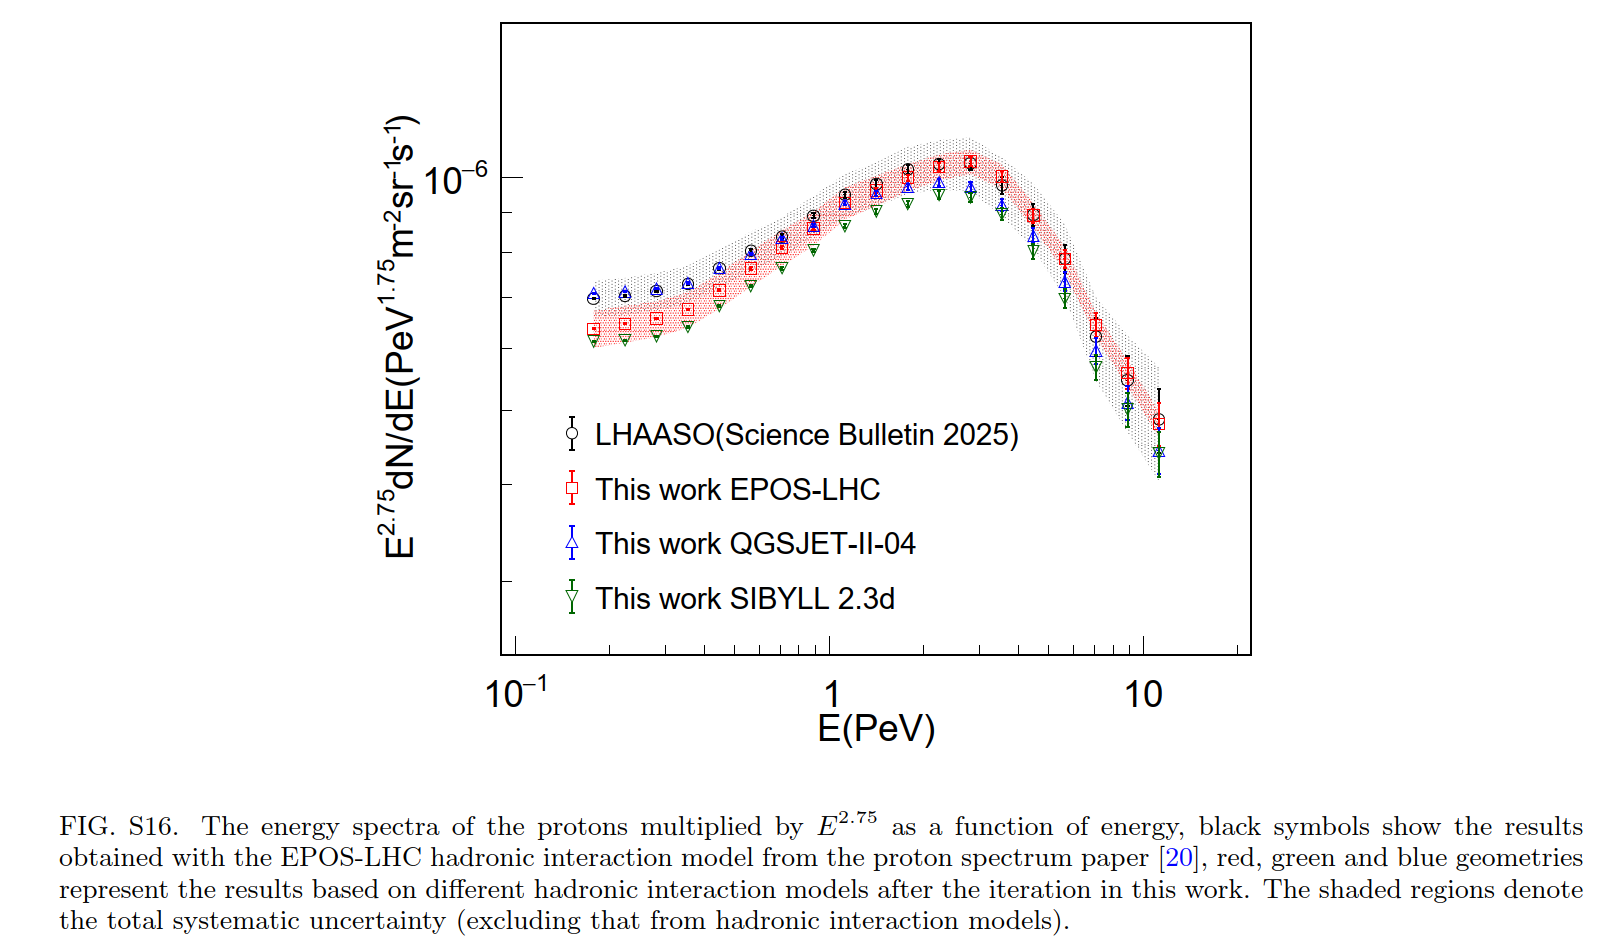 E^2.75dN/dE(PeV^1.75m^-2sr^-1s^-1)
10^−6
LHAASO(Science Bulletin 2025)
This work EPOS-LHC
This work QGSJET-II-04
This work SIBYLL 2.3d
10^−1 1 10
E(PeV)
FIG. S16. The energy spectra of the protons multiplied by E^2.75 as a function of energy, black symbols show the results
obtained with the EPOS-LHC hadronic interaction model from the proton spectrum paper [20], red, green and blue geometries
represent the results based on different hadronic interaction models after the iteration in this work. The shaded regions denote
the total systematic uncertainty (excluding that from hadronic interaction models).